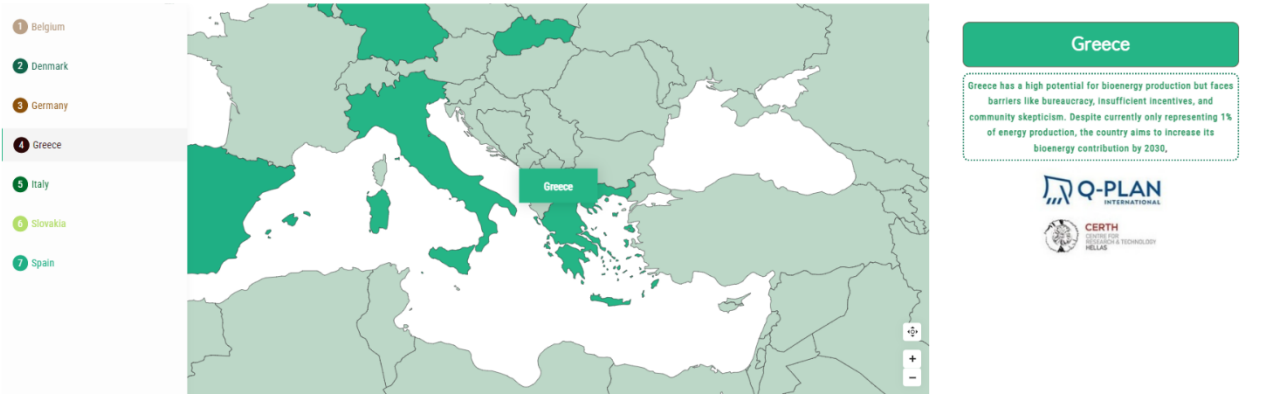 1 Belgium
2 Denmark
3 Germany
4 Greece
5 Italy
6 Slovakia
7 Spain
Greece
+
−
Greece
Greece has a high potential for bioenergy production but faces
barriers like bureaucracy, insufficient incentives, and
community skepticism. Despite currently only representing 1%
of energy production, the country aims to increase its
bioenergy contribution by 2030,
Q-PLAN
INTERNATIONAL
CERTH
CENTRE FOR
RESEARCH & TECHNOLOGY
HELLAS